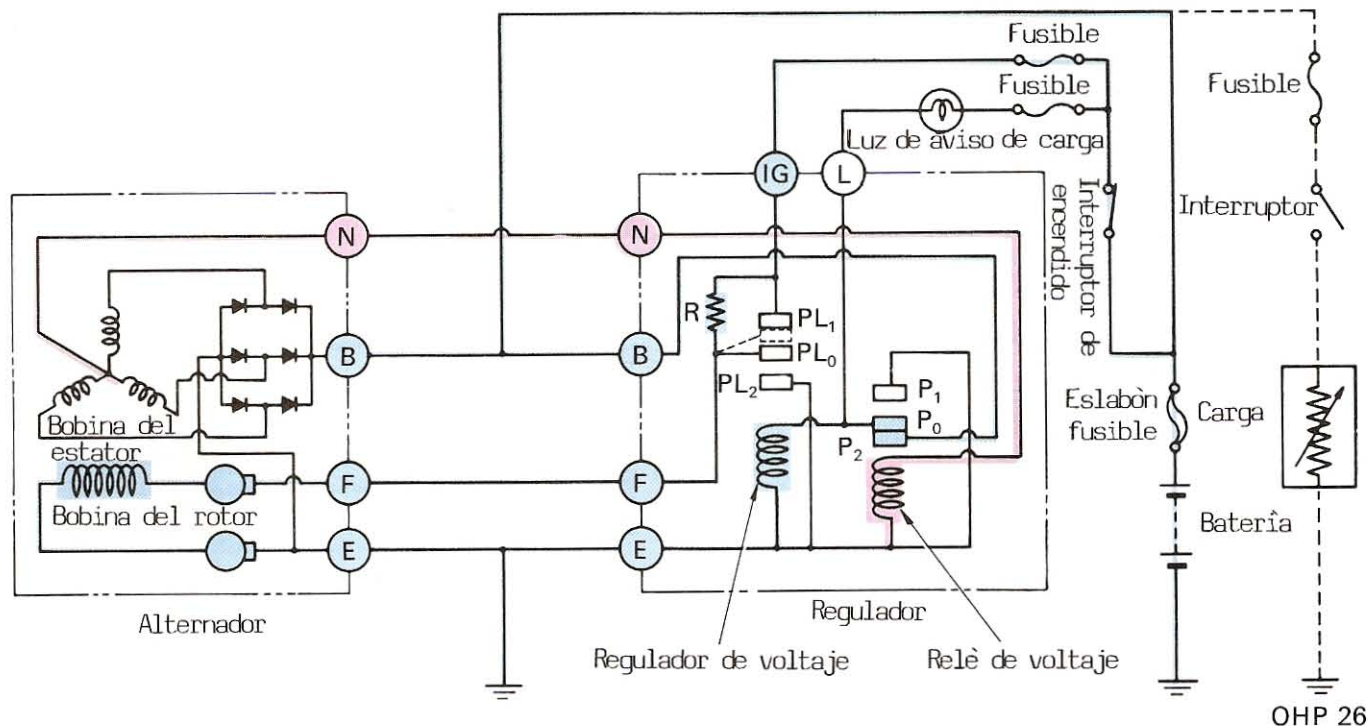 Fusible
Fusible
Fusible
Luz de aviso de carga
IG
L
Interruptor de
encendido
Interruptor
N
N
R
PL₁
PL₀
PL₂
B
B
P₁
P₀
P₂
Eslabòn
fusible
Carga
Bobina del
estator
F
F
Bobina del rotor
Baterîa
E
E
Alternador
Regulador
Regulador de voltaje
Relè de voltaje
OHP 26